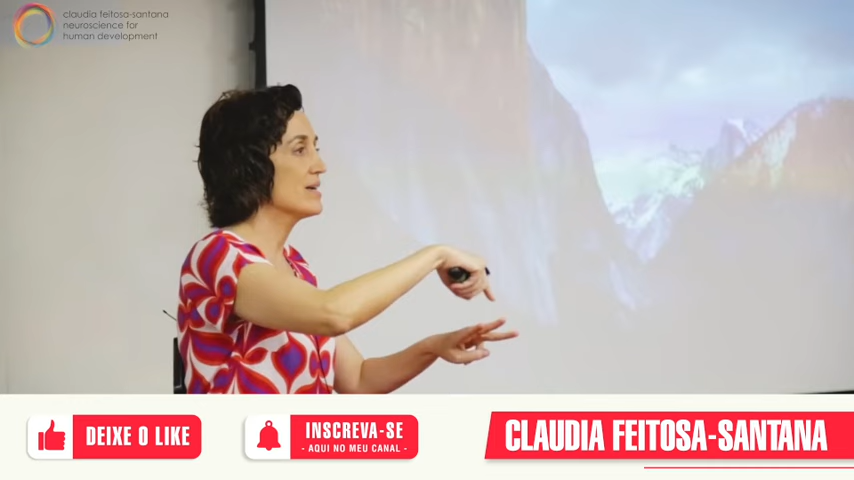 claudia feitosa-santana
neuroscience for
human development
DEIXE O LIKE
INSCREVA-SE
- AQUI NO MEU CANAL -
CLAUDIA FEITOSA-SANTANA